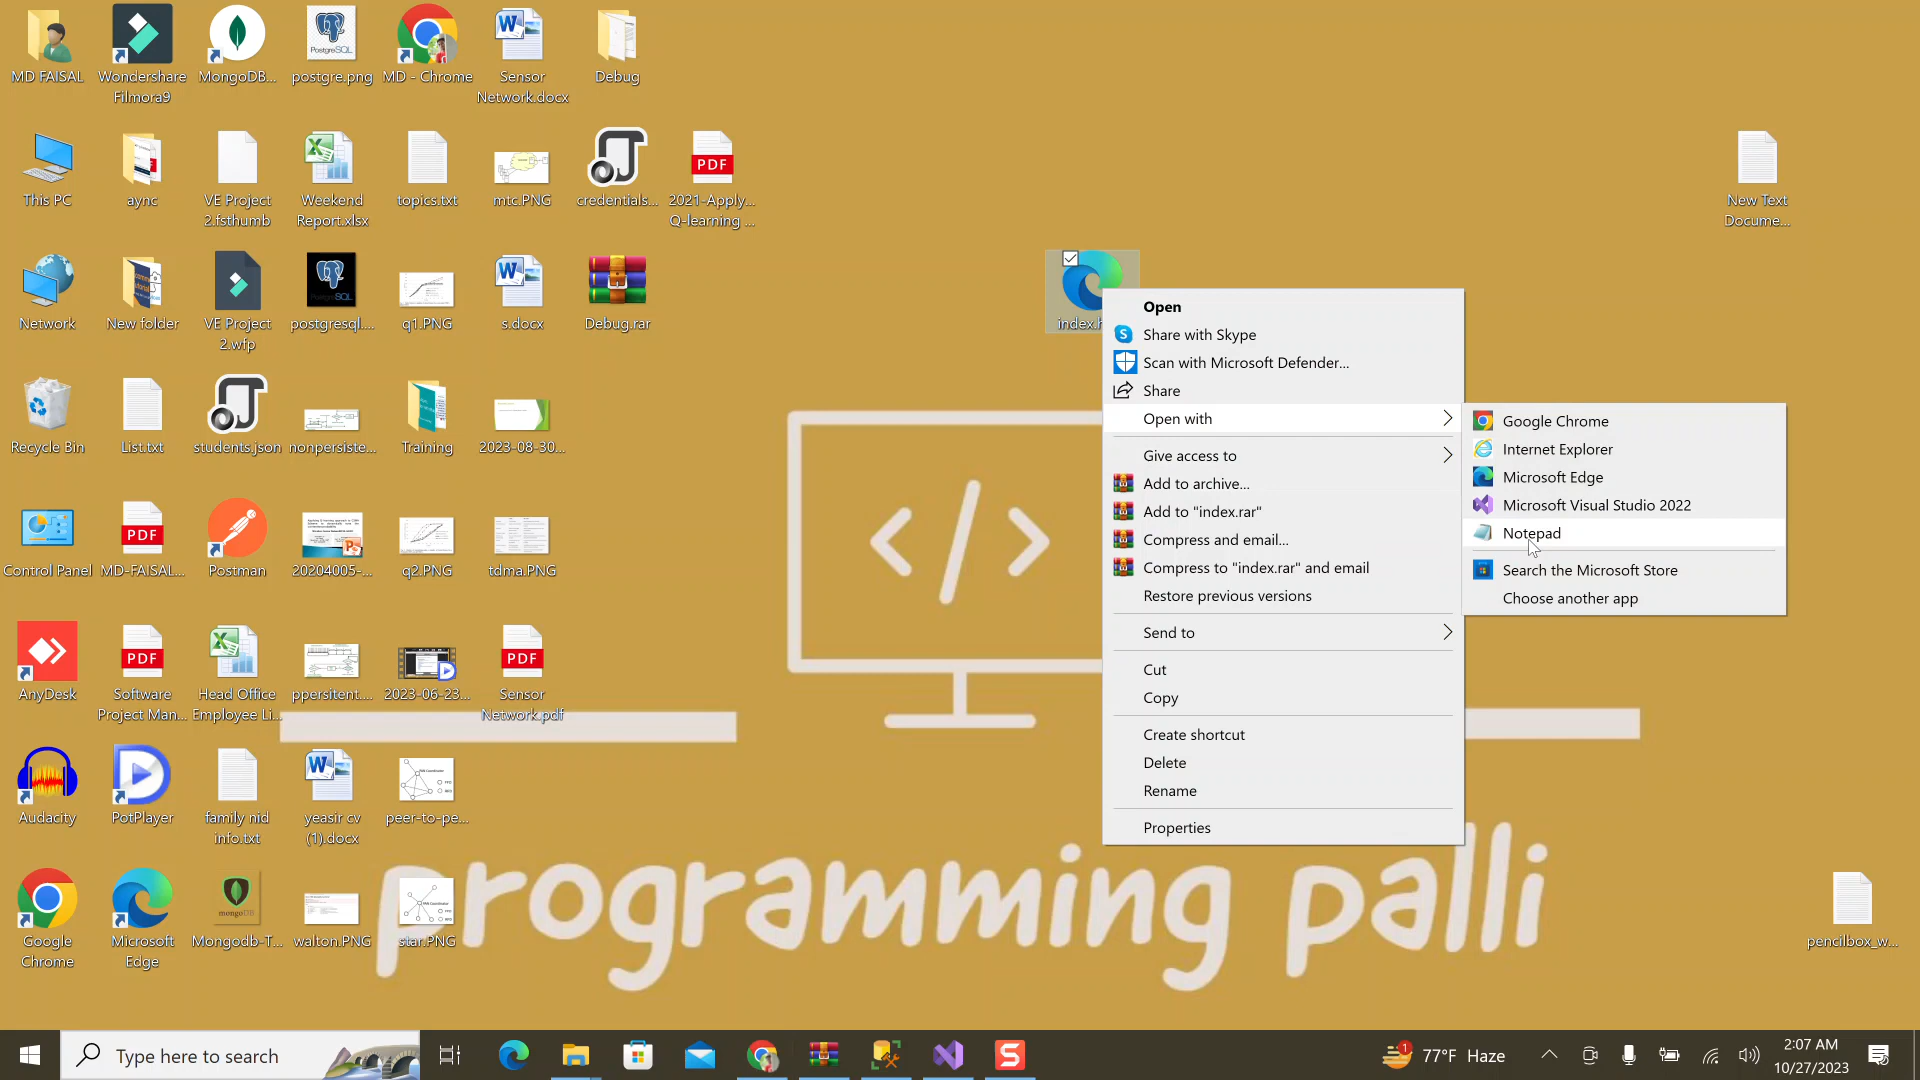 MD FAISAL
Wondershare
Filmora9
MongoDB...
postgre.png
PostgreSQL
MD - Chrome
Sensor
Network.docx
Debug
This PC
aync
VE Project
2.fsthumb
Weekend
Report.xlsx
topics.txt
mtc.PNG
credentials...
PDF
2021-Apply...
Q-learning ...
New Text
Docume...
Network
New folder
VE Project
2.wfp
postgresql....
q1.PNG
s.docx
Debug.rar
index.h
Recycle Bin
List.txt
students.json
nonpersiste...
Training
2023-08-30...
Control Panel
PDF
MD-FAISAL...
Postman
20204005-...
q2.PNG
tdma.PNG
AnyDesk
PDF
Software
Project Man...
Head Office
Employee Li...
ppersitent....
2023-06-23...
PDF
Sensor
Network.pdf
Audacity
PotPlayer
family nid
info.txt
yeasir cv
(1).docx
peer-to-pe...
Google
Chrome
Microsoft
Edge
mongoDB
Mongodb-T...
walton.PNG
star.PNG
pencilbox_w...
</>
programming palli
Open
Share with Skype
Scan with Microsoft Defender...
Share
Open with
Give access to
Add to archive...
Add to "index.rar"
Compress and email...
Compress to "index.rar" and email
Restore previous versions
Send to
Cut
Copy
Create shortcut
Delete
Rename
Properties
Google Chrome
Internet Explorer
Microsoft Edge
Microsoft Visual Studio 2022
Notepad
Search the Microsoft Store
Choose another app
Type here to search
1
77°F Haze
2:07 AM
10/27/2023